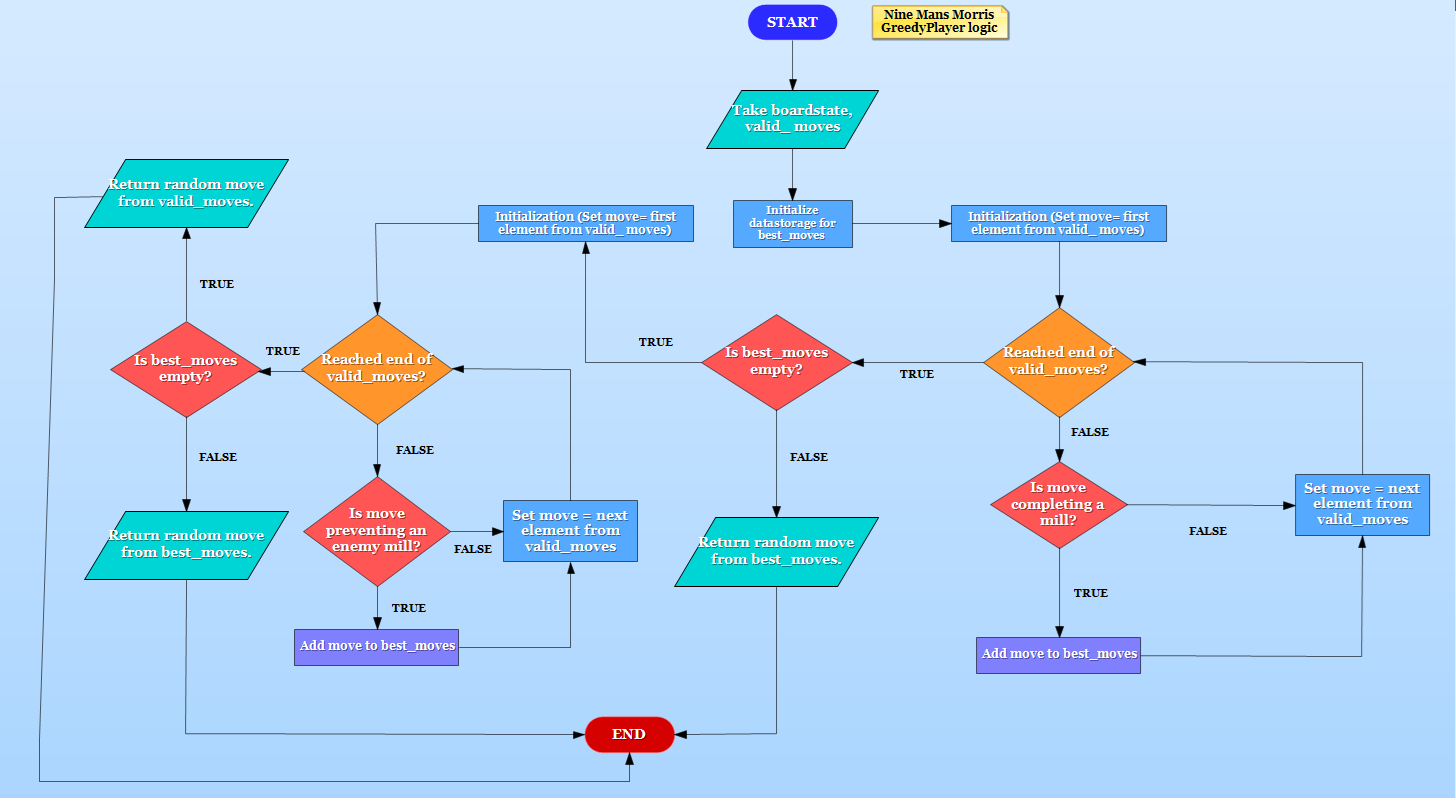 START
Nine Mans Morris
GreedyPlayer logic
Take boardstate,
valid_ moves
Return random move
from valid_moves.
Initialization (Set move= first
element from valid_ moves)
Initialize
datastorage for
best_moves
Initialization (Set move= first
element from valid_ moves)
TRUE
Is best_moves
empty?
TRUE
Reached end of
valid_moves?
TRUE
Is best_moves
empty?
TRUE
Reached end of
valid_moves?
FALSE
FALSE
FALSE
FALSE
Return random move
from best_moves.
Is move
preventing an
enemy mill?
FALSE
Set move = next
element from
valid_moves
Return random move
from best_moves.
Is move
completing a
mill?
FALSE
Set move = next
element from
valid_moves
TRUE
Add move to best_moves
TRUE
Add move to best_moves
END